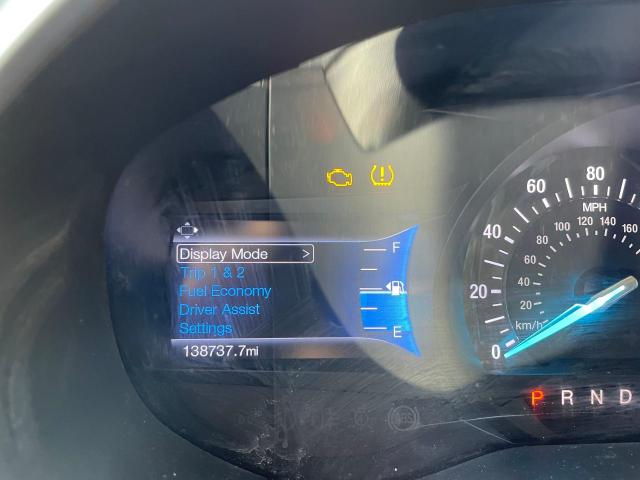 80
60
MPH
120 140
100 160
F
40
80
Display Mode >
60
Trip 1 & 2
40
Fuel Economy
20
20
Driver Assist
km/h
Settings
E
0
138737.7mi
P R N D